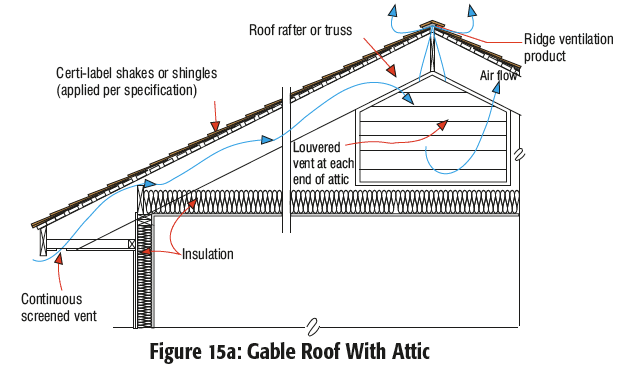 Roof rafter or truss
Ridge ventilation
product
Certi-label shakes or shingles
(applied per specification)
Air flow
Louvered
vent at each
end of attic
Insulation
Continuous
screened vent
Figure 15a: Gable Roof With Attic